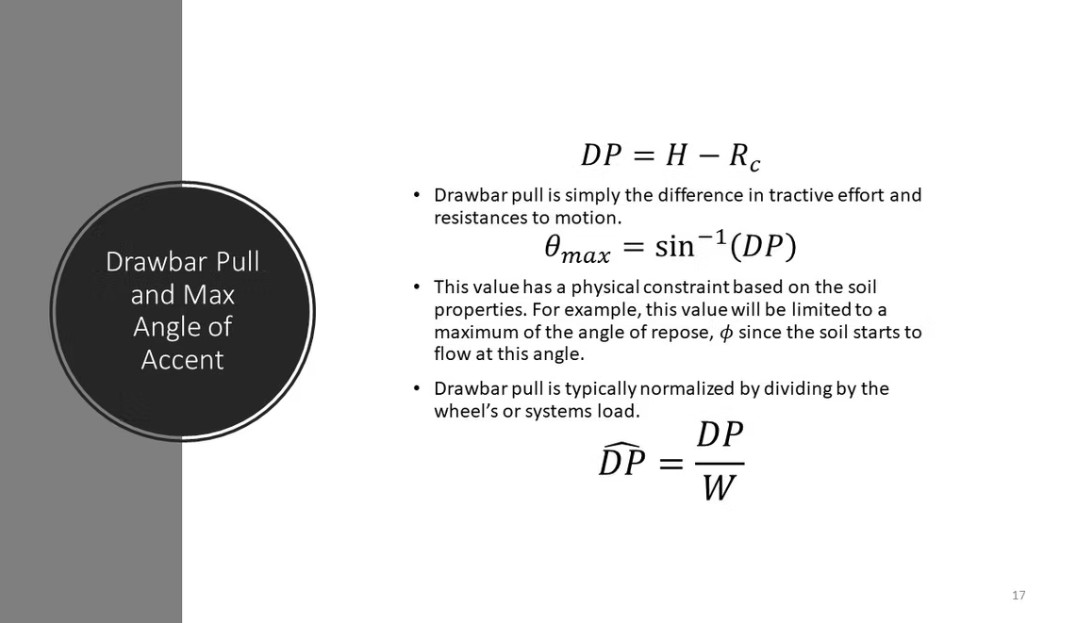 Drawbar Pull
and Max
Angle of
Accent
DP = H − R_c
• Drawbar pull is simply the difference in tractive effort and
resistances to motion.
θ_max = sin⁻¹(DP)
• This value has a physical constraint based on the soil
properties. For example, this value will be limited to a
maximum of the angle of repose, ϕ since the soil starts to
flow at this angle.
• Drawbar pull is typically normalized by dividing by the
wheel's or systems load.
\widehat{DP} = \frac{DP}{W}
17